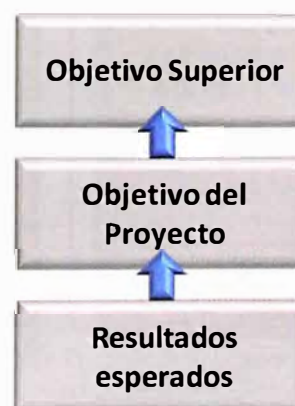 Objetivo Superior
Objetivo del
Proyecto
Resultados
esperados